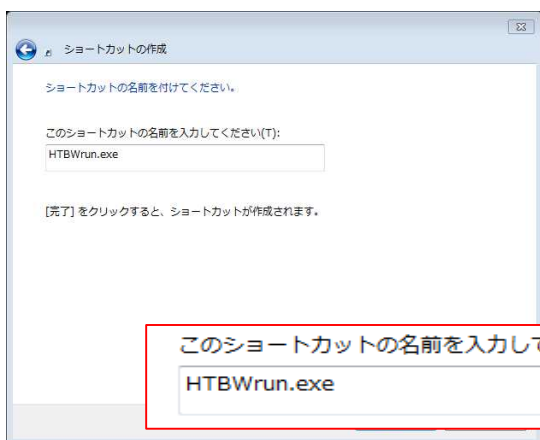 ショートカットの作成
ショートカットの名前を付けてください。
このショートカットの名前を入力してください(T):
HTBWrun.exe
[完了] をクリックすると、ショートカットが作成されます。
このショートカットの名前を入力して
HTBWrun.exe